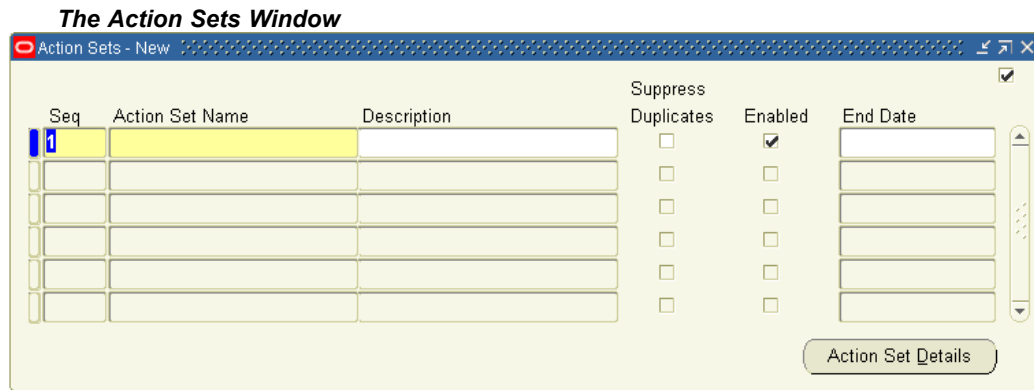 The Action Sets Window
Action Sets - New
Suppress
Seq Action Set Name Description Duplicates Enabled End Date
1
Action Set Details